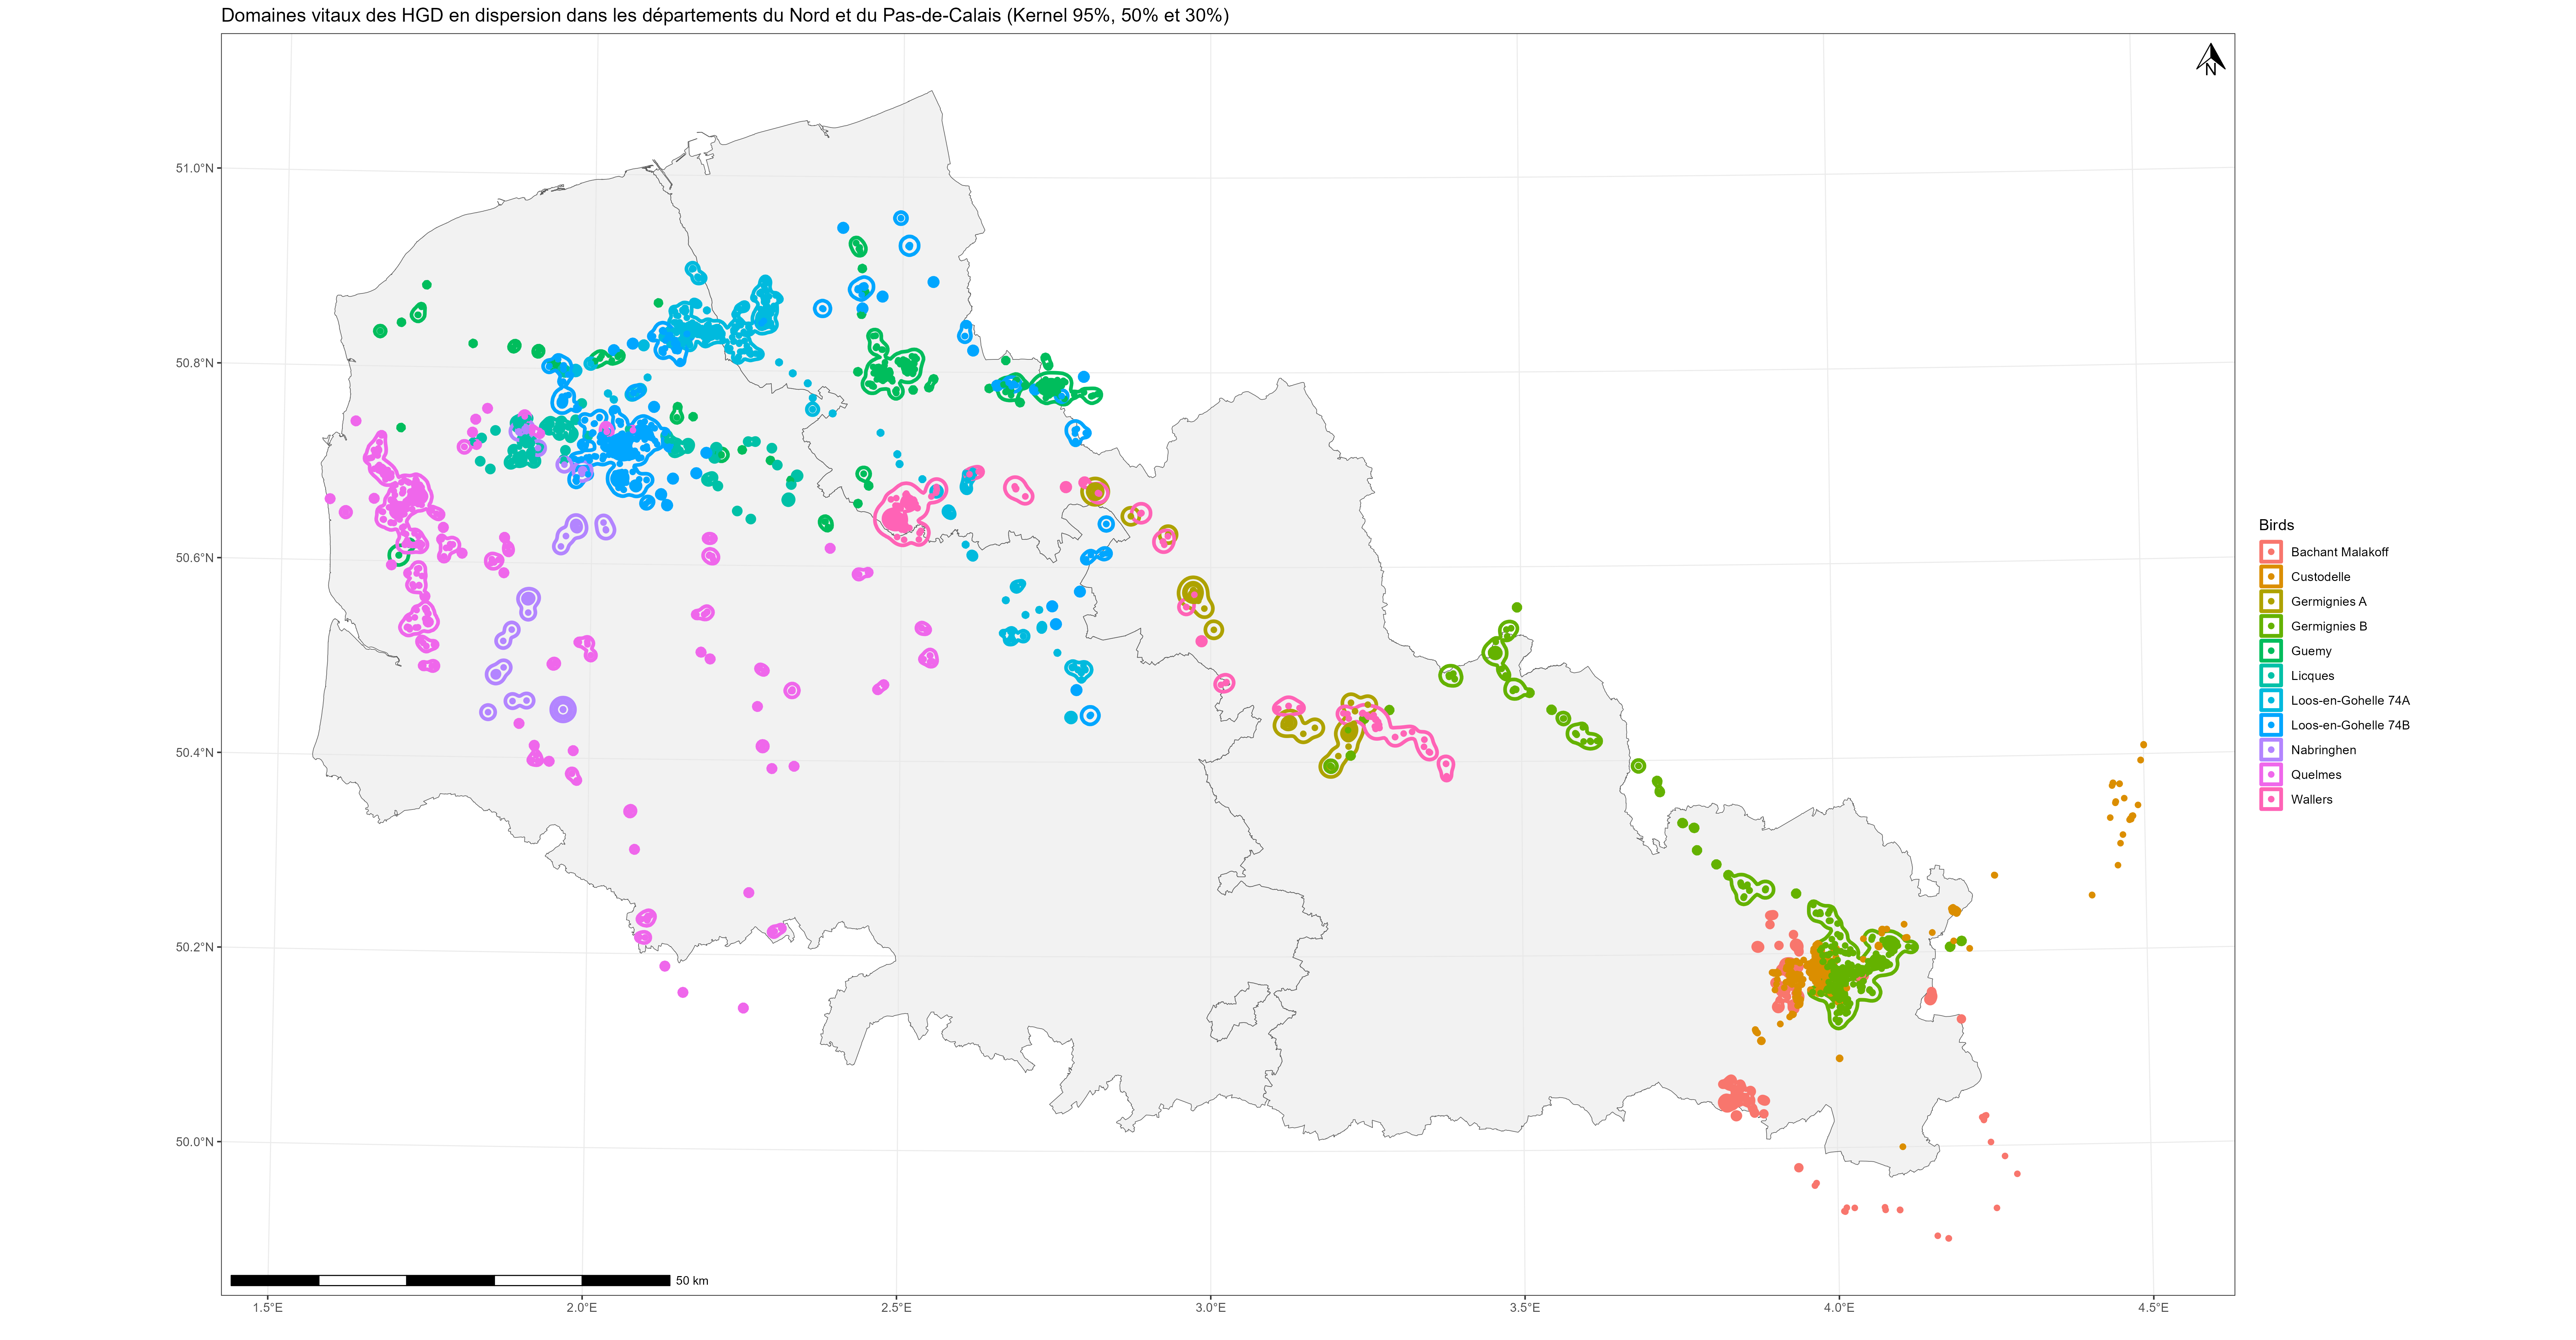 Domaines vitaux des HGD en dispersion dans les départements du Nord et du Pas-de-Calais (Kernel 95%, 50% et 30%)
N
51.0°N
50.8°N
50.6°N
50.4°N
50.2°N
50.0°N
Birds
Bachant Malakoff
Custodelle
Germignies A
Germignies B
Guemy
Licques
Loos-en-Gohelle 74A
Loos-en-Gohelle 74B
Nabringhen
Quelmes
Wallers
50 km
1.5°E
2.0°E
2.5°E
3.0°E
3.5°E
4.0°E
4.5°E